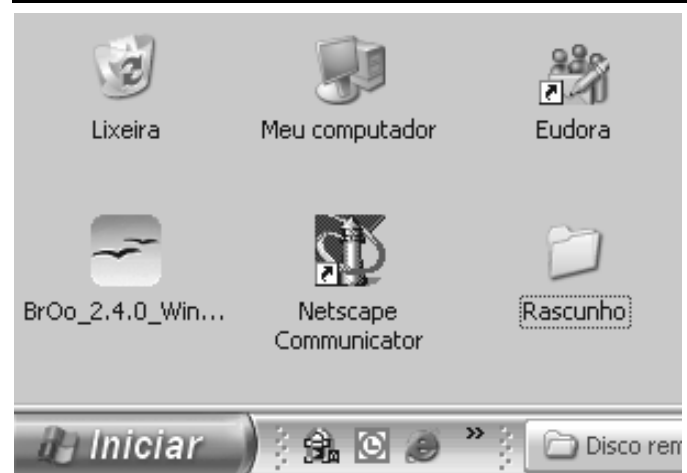 Lixeira
Meu computador
Eudora
BrOo_2.4.0_Win...
Netscape
Communicator
Rascunho
Iniciar
»
Disco rem